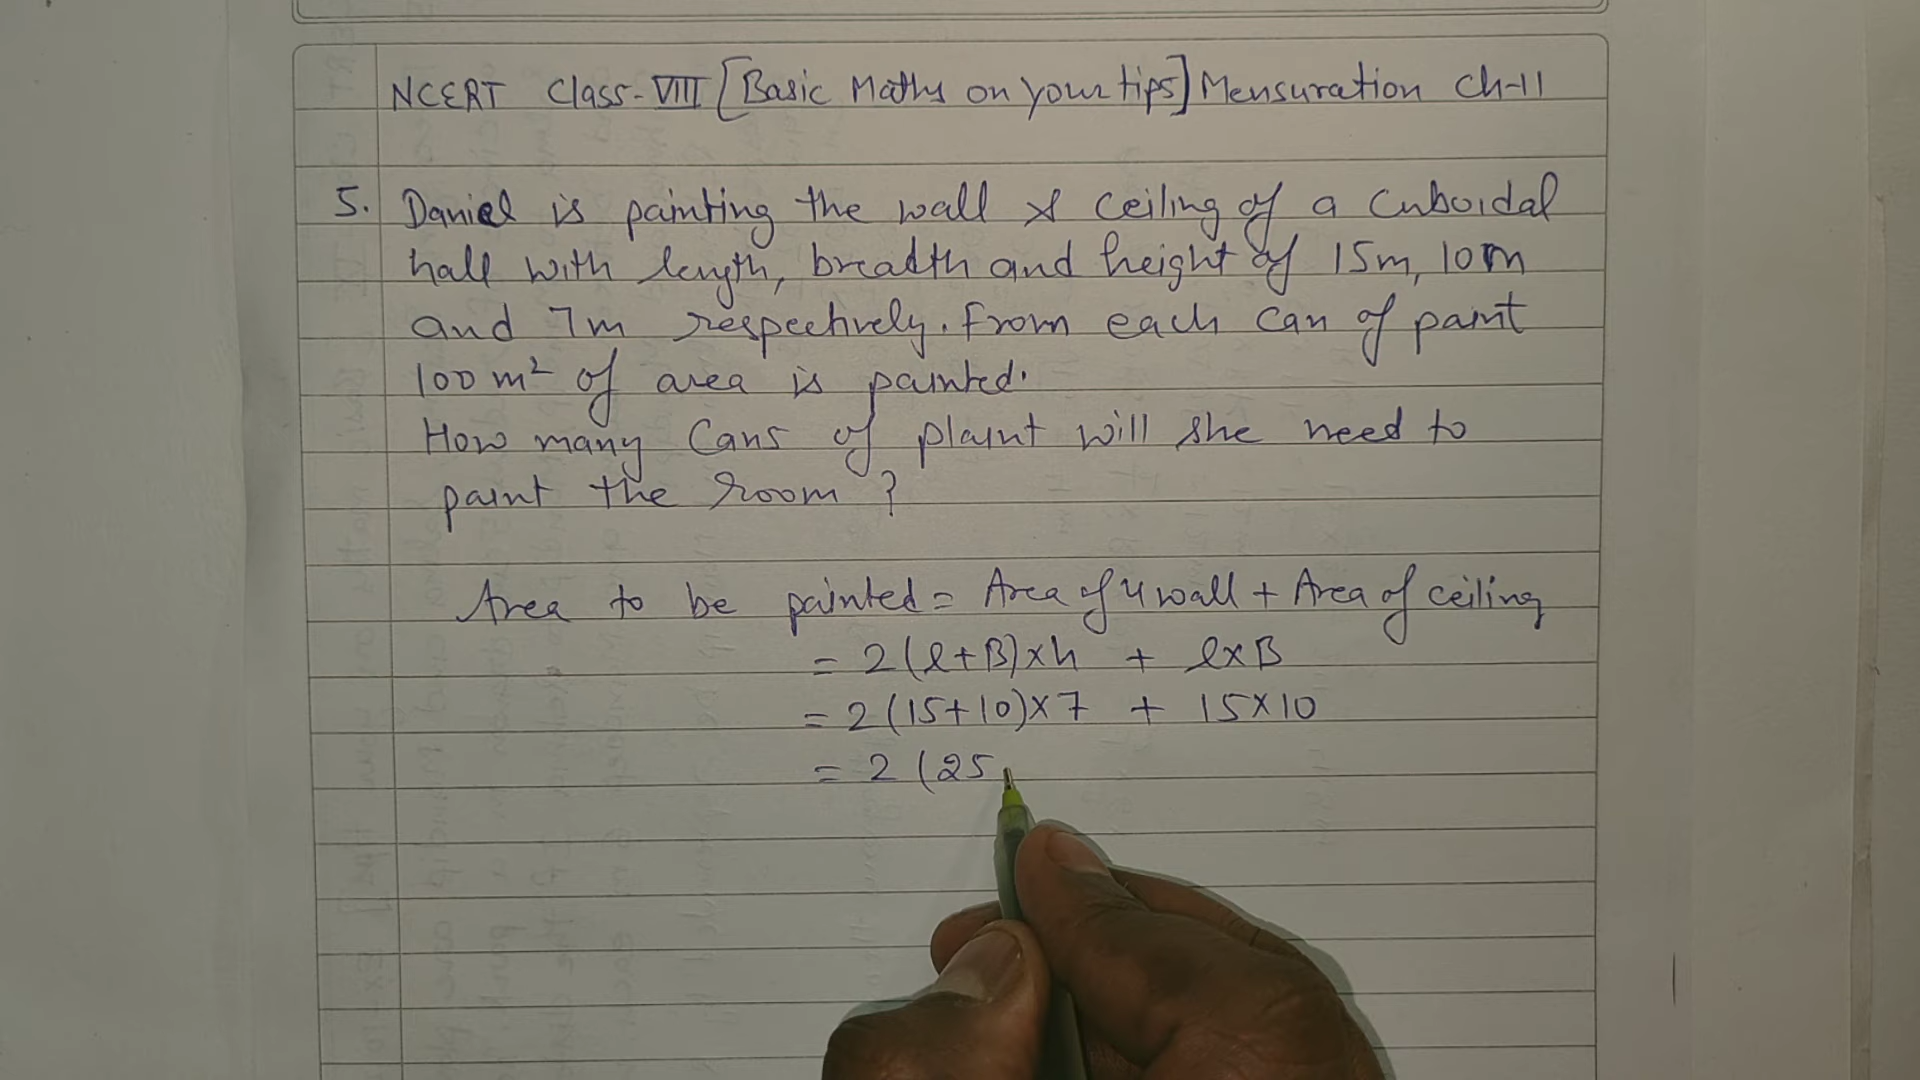 NCERT Class-VIII [Basic Maths on your tips] Mensuration Ch-11
5. Daniel is painting the wall & ceiling of a cuboidal
hall with length, breadth and height of 15m, 10m
and 7m respectively. From each can of paint
100 m² of area is painted.
How many Cans of plaint will she need to
paint the room?
Area to be painted = Area of 4 wall + Area of ceiling
= 2(l+B)×h + l×B
= 2(15+10)×7 + 15×10
= 2 (25